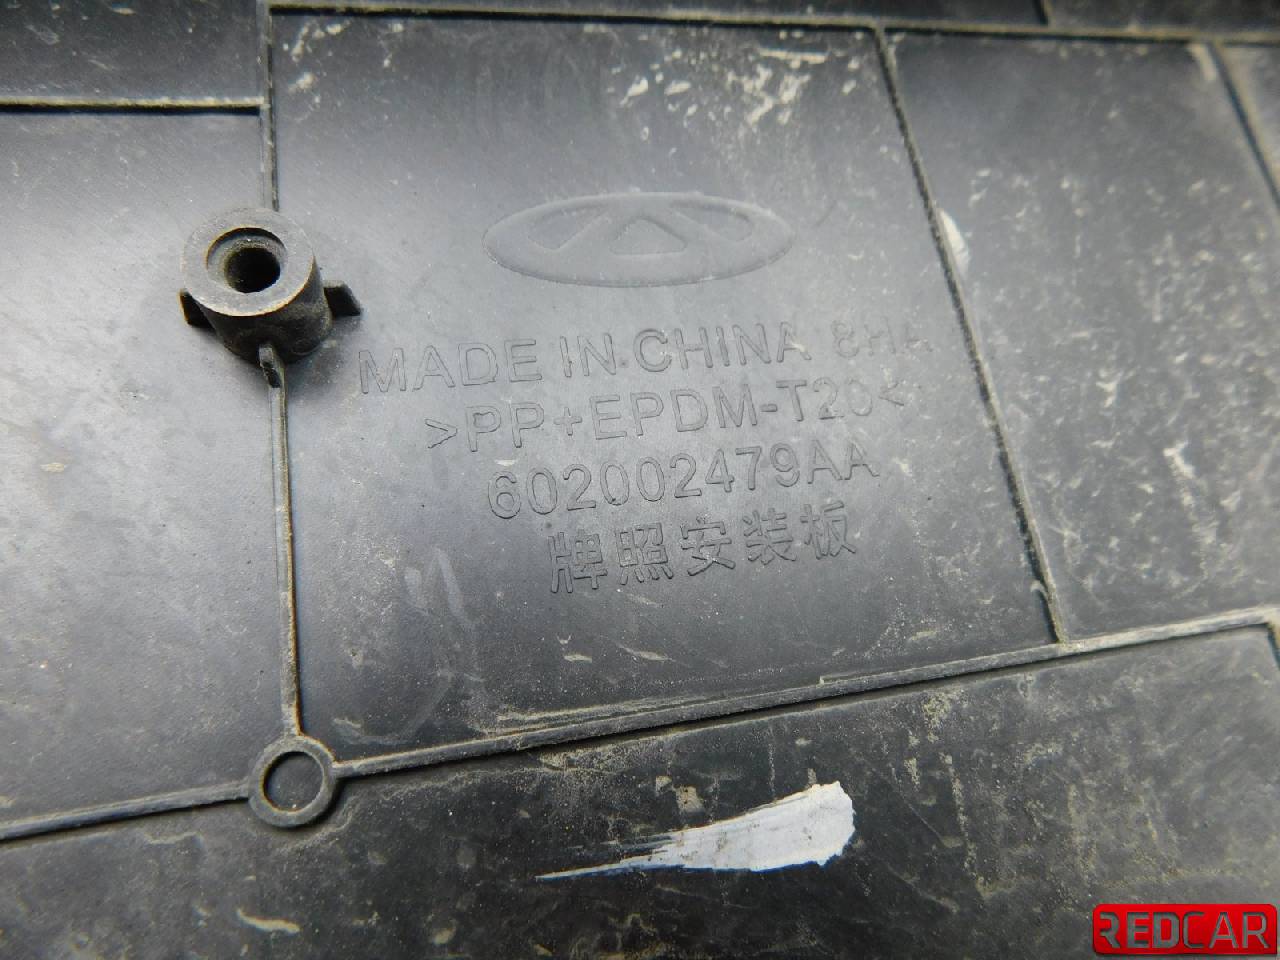 MADE IN CHINA 8HA
>PP+EPDM-T20<
602002479AA
牌照安装板
REDCAR